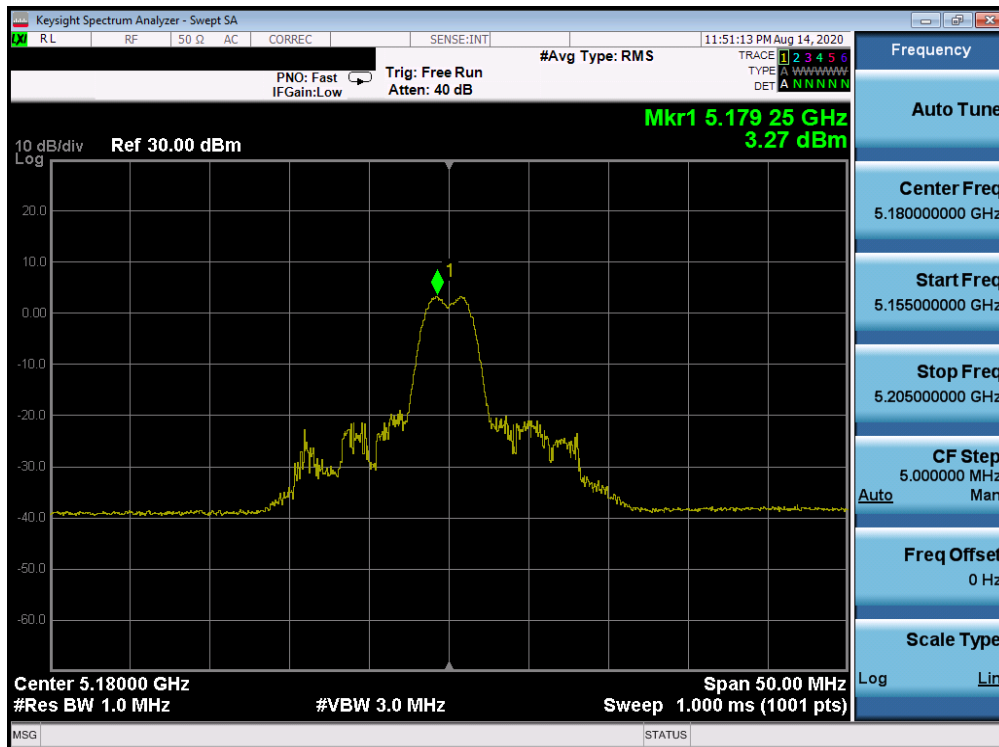 Keysight Spectrum Analyzer - Swept SA
LXI RL RF 50 Ω AC CORREC SENSE:INT 11:51:13 PM Aug 14, 2020
#Avg Type: RMS
TRACE 1 2 3 4 5 6
TYPE A WWWWW
DET A N N N N N
PNO: Fast Trig: Free Run
IFGain:Low Atten: 40 dB
Mkr1 5.179 25 GHz
3.27 dBm
10 dB/div Ref 30.00 dBm
Log
20.0
10.0
1
0.00
-10.0
-20.0
-30.0
-40.0
-50.0
-60.0
Center 5.18000 GHz Span 50.00 MHz
#Res BW 1.0 MHz #VBW 3.0 MHz Sweep 1.000 ms (1001 pts)
MSG STATUS
Frequency
Auto Tune
Center Freq
5.180000000 GHz
Start Freq
5.155000000 GHz
Stop Freq
5.205000000 GHz
CF Step
5.000000 MHz
Auto Man
Freq Offset
0 Hz
Scale Type
Log Lin